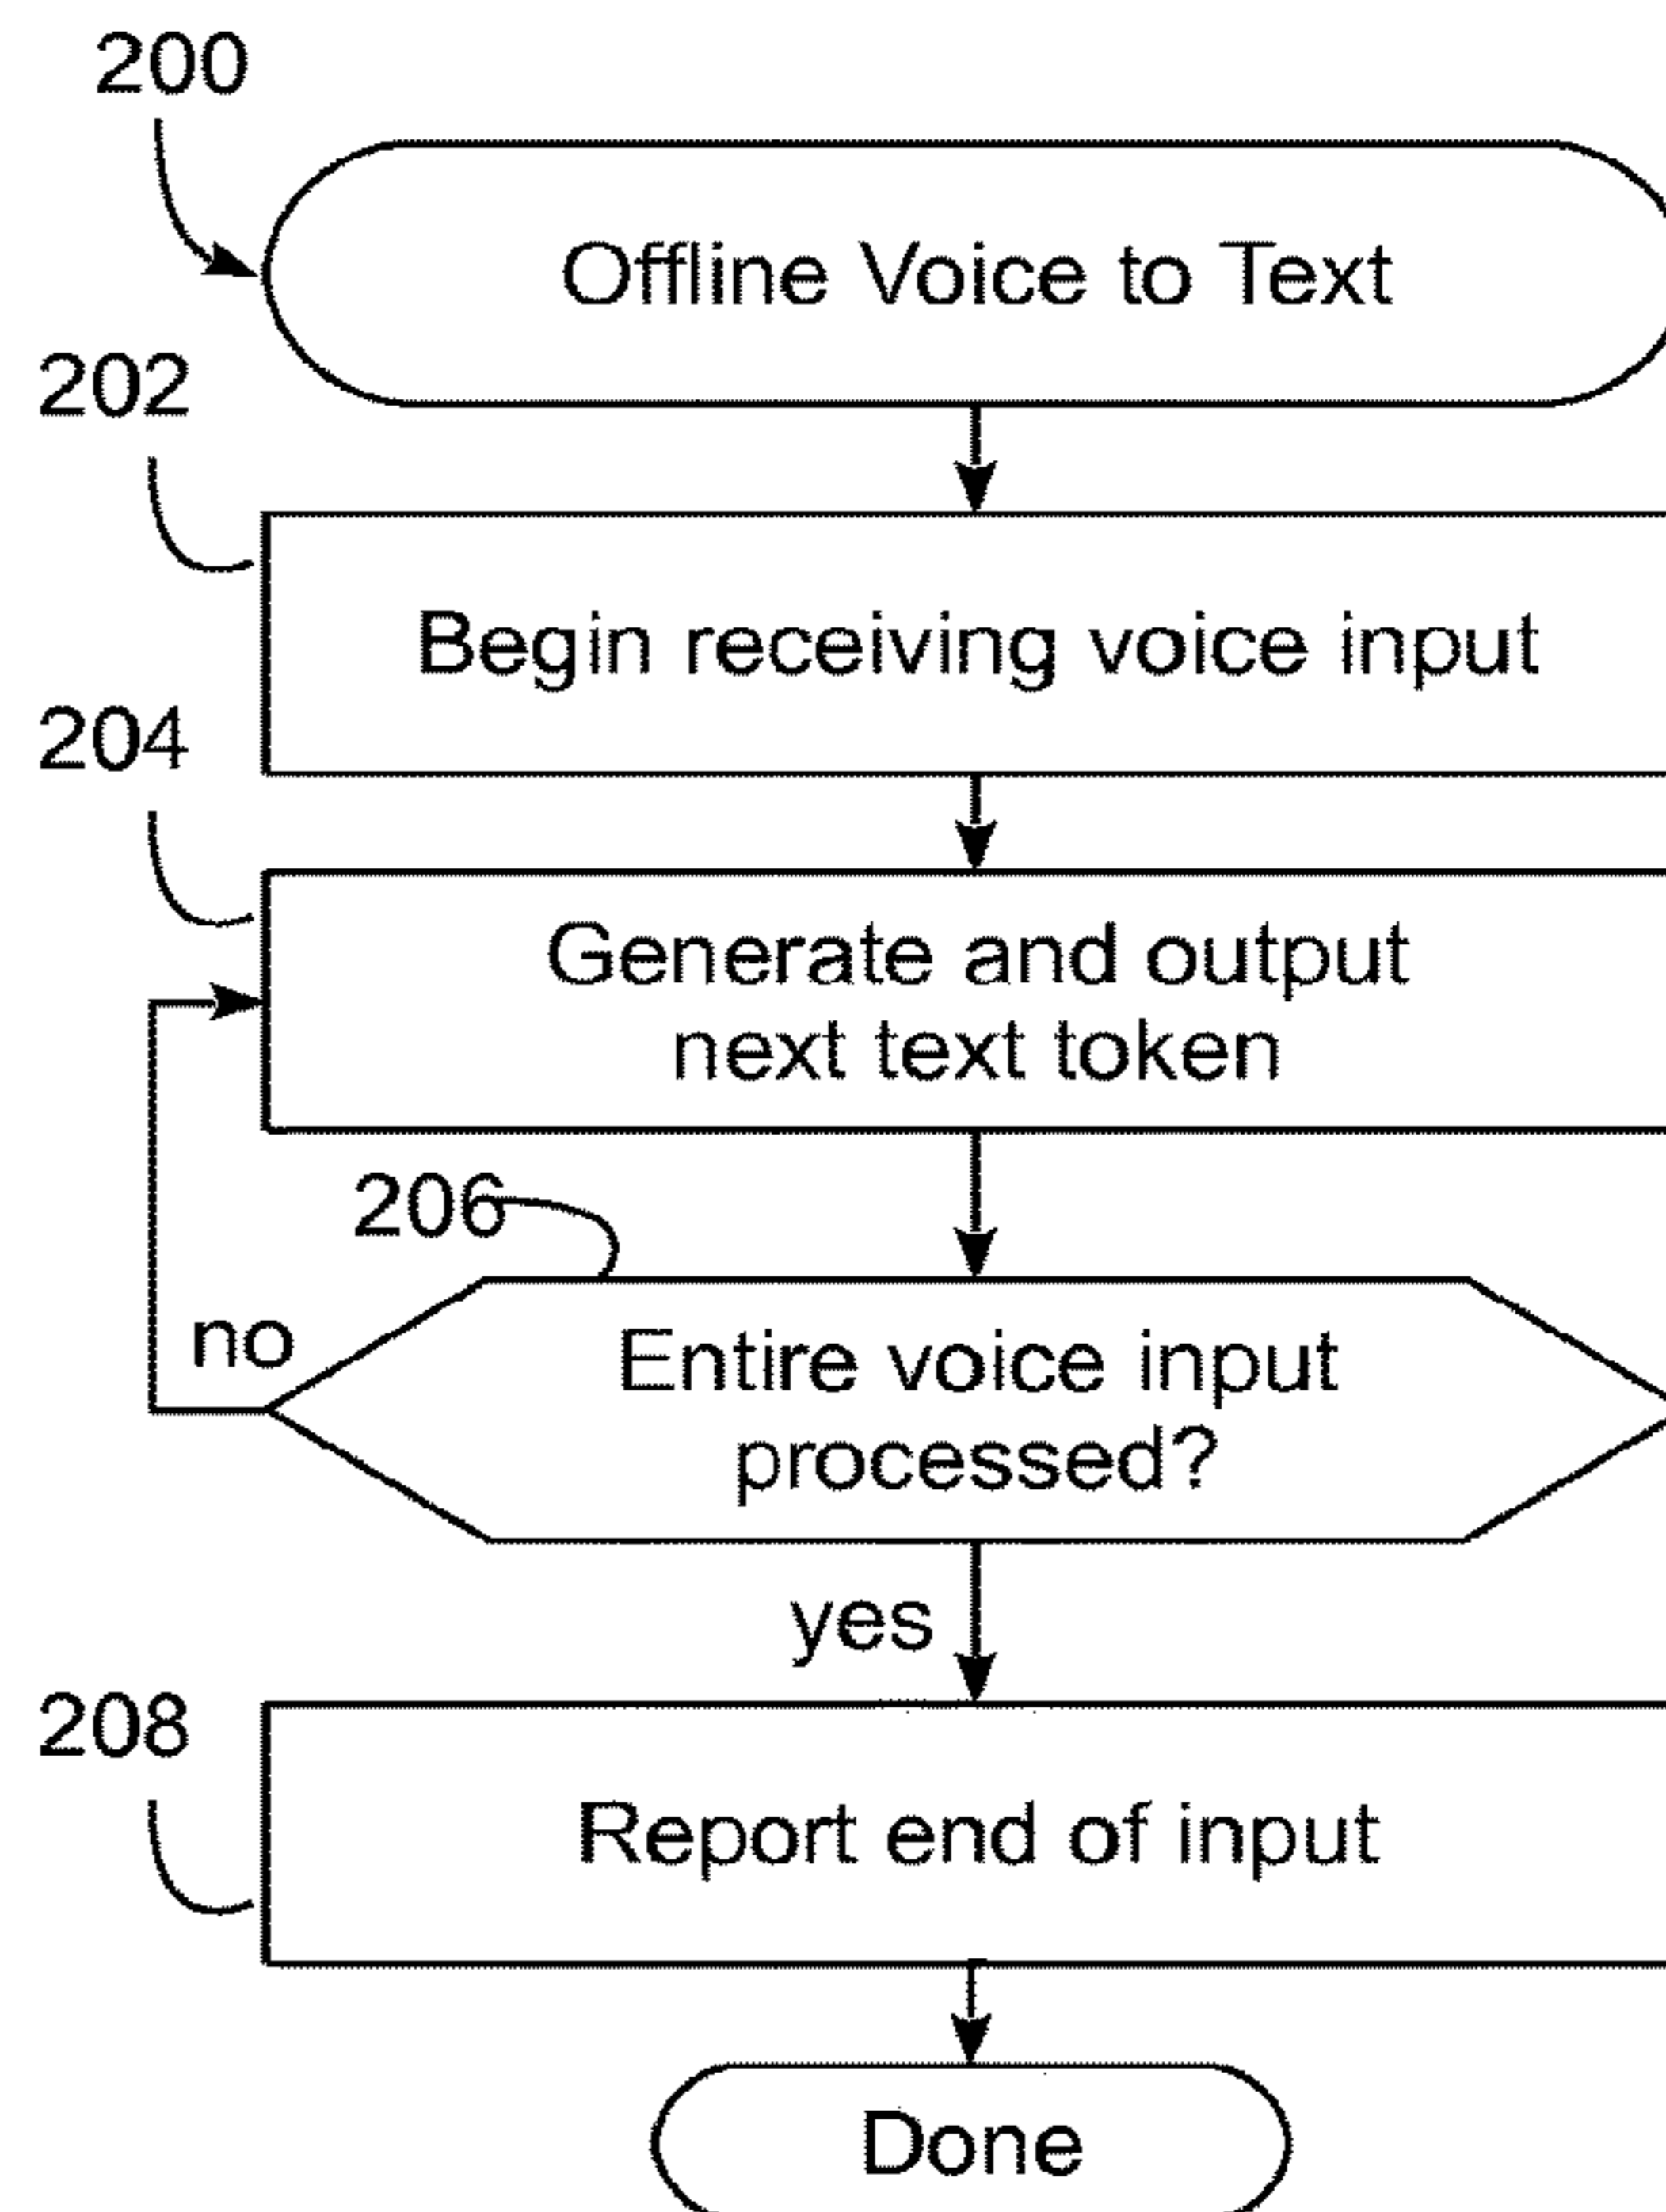 200
Offline Voice to Text
202
Begin receiving voice input
204
Generate and output
next text token
206
no
Entire voice input
processed?
yes
208
Report end of input
Done